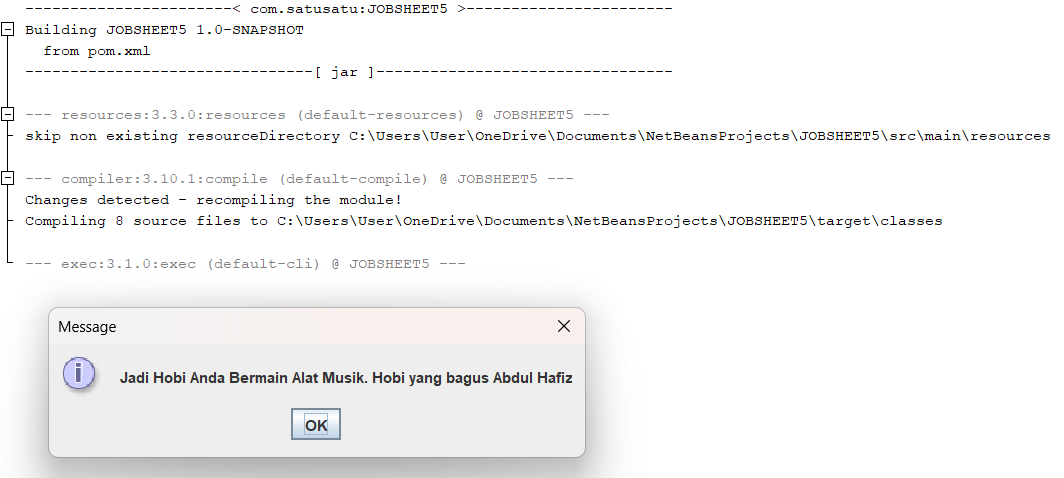 -----------------------< com.satusatu:JOBSHEET5 >-----------------------
Building JOBSHEET5 1.0-SNAPSHOT
  from pom.xml
--------------------------------[ jar ]---------------------------------
--- resources:3.3.0:resources (default-resources) @ JOBSHEET5 ---
skip non existing resourceDirectory C:\Users\User\OneDrive\Documents\NetBeansProjects\JOBSHEET5\src\main\resources
--- compiler:3.10.1:compile (default-compile) @ JOBSHEET5 ---
Changes detected - recompiling the module!
Compiling 8 source files to C:\Users\User\OneDrive\Documents\NetBeansProjects\JOBSHEET5\target\classes
--- exec:3.1.0:exec (default-cli) @ JOBSHEET5 ---
Message
Jadi Hobi Anda Bermain Alat Musik. Hobi yang bagus Abdul Hafiz
OK